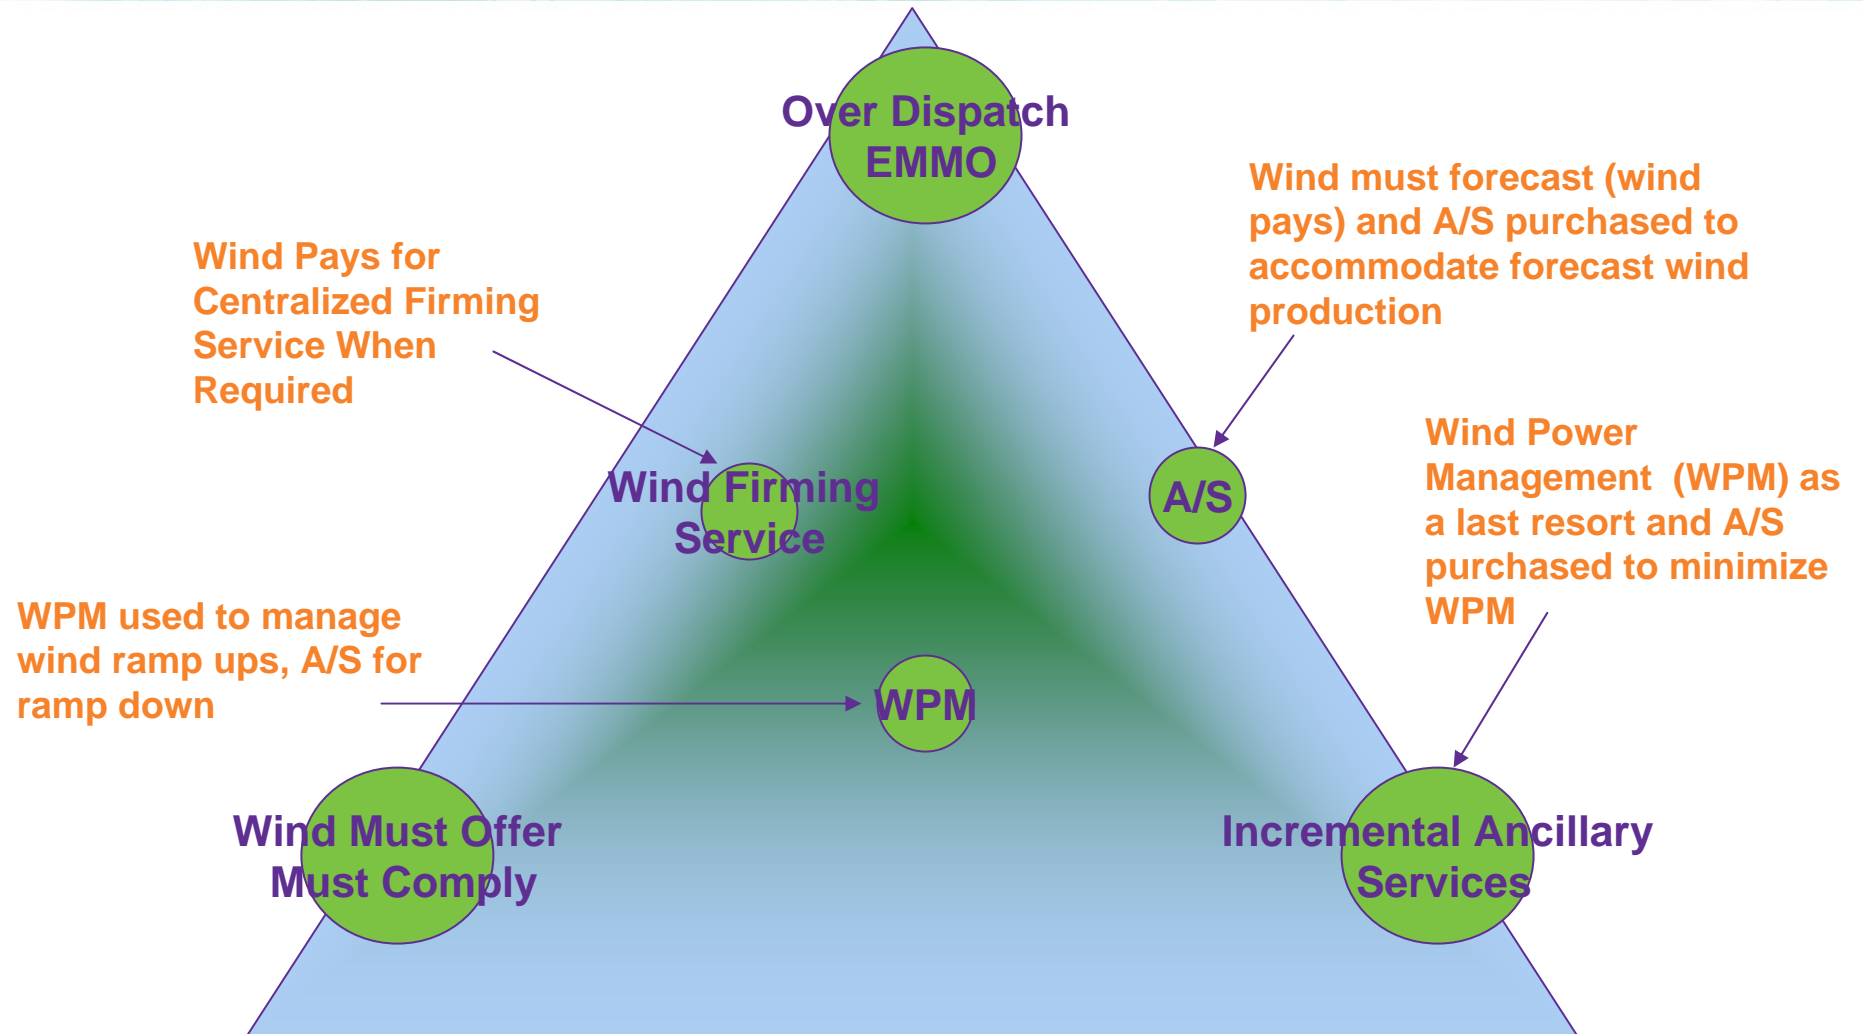 Over Dispatch
EMMO
Wind must forecast (wind
pays) and A/S purchased to
accommodate forecast wind
production
Wind Pays for
Centralized Firming
Service When
Required
Wind Power
Management (WPM) as
a last resort and A/S
purchased to minimize
WPM
Wind Firming
Service
A/S
WPM used to manage
wind ramp ups, A/S for
ramp down
WPM
Wind Must Offer
Must Comply
Incremental Ancillary
Services